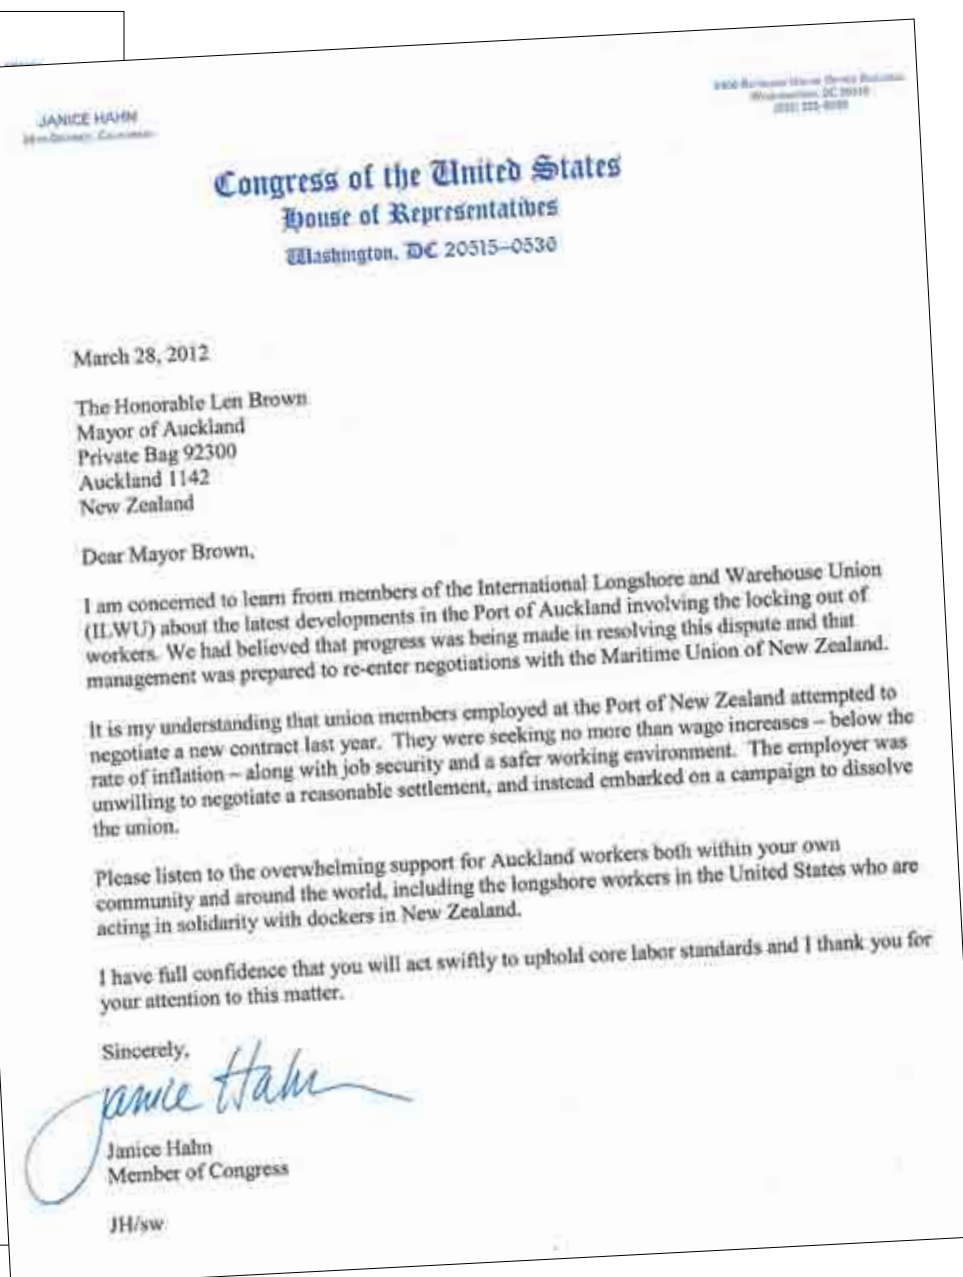 JANICE HAHN
Congress of the United States
House of Representatives
Washington, DC 20515–0536
March 28, 2012
The Honorable Len Brown
Mayor of Auckland
Private Bag 92300
Auckland 1142
New Zealand
Dear Mayor Brown,
I am concerned to learn from members of the International Longshore and Warehouse Union
(ILWU) about the latest developments in the Port of Auckland involving the locking out of
workers. We had believed that progress was being made in resolving this dispute and that
management was prepared to re-enter negotiations with the Maritime Union of New Zealand.
It is my understanding that union members employed at the Port of New Zealand attempted to
negotiate a new contract last year. They were seeking no more than wage increases – below the
rate of inflation – along with job security and a safer working environment. The employer was
unwilling to negotiate a reasonable settlement, and instead embarked on a campaign to dissolve
the union.
Please listen to the overwhelming support for Auckland workers both within your own
community and around the world, including the longshore workers in the United States who are
acting in solidarity with dockers in New Zealand.
I have full confidence that you will act swiftly to uphold core labor standards and I thank you for
your attention to this matter.
Sincerely,
Janice Hahn
Janice Hahn
Member of Congress
JH/sw